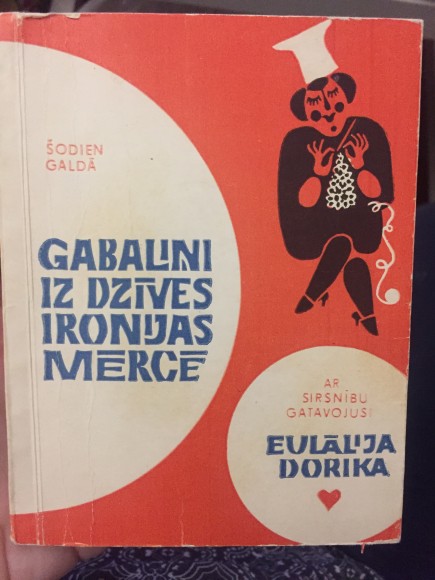 ŠODIEN
GALDĀ
GABALIŅI
IZ DZĪVES
IRONIJAS
MĒRCĒ
AR
SIRSNĪBU
GATAVOJUSI
EULĀLIJA
DORIKA